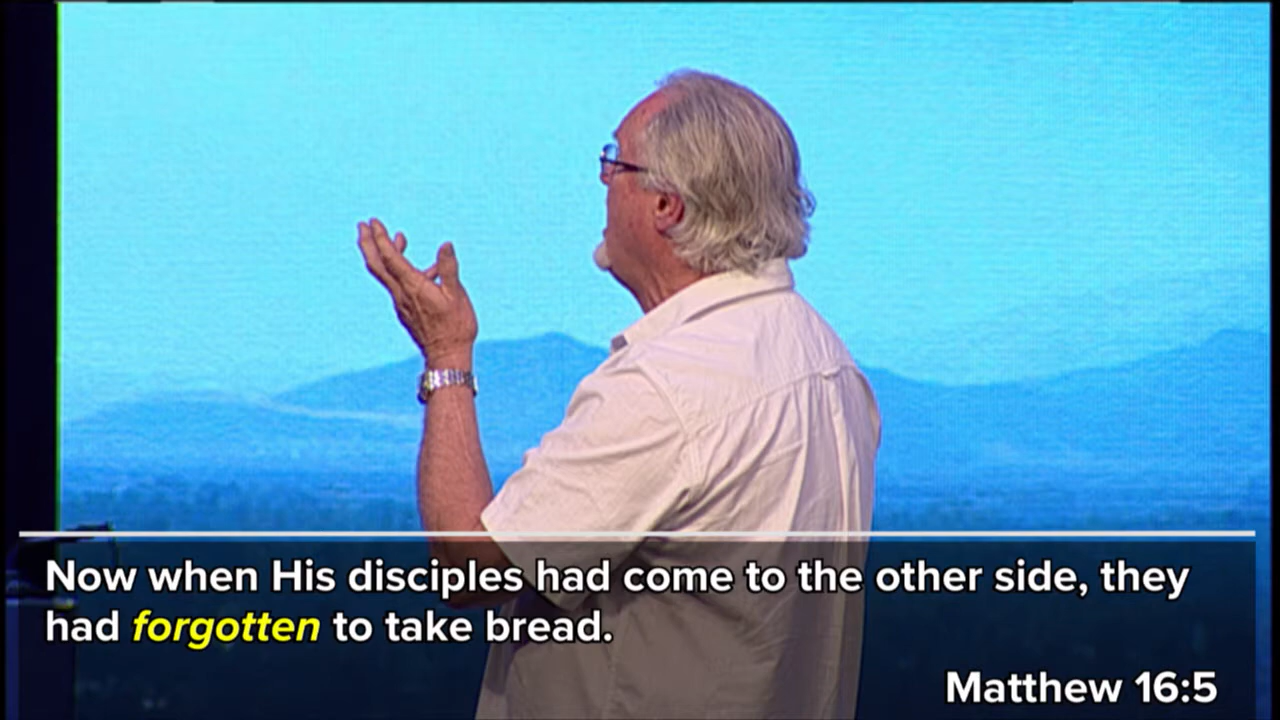 Now when His disciples had come to the other side, they
had forgotten to take bread.
Matthew 16:5